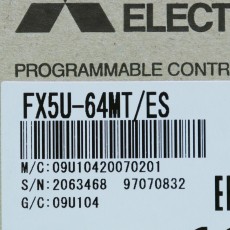 ELECT
PROGRAMMABLE CONTR
FX5U-64MT/ES
M/C:09U10420070201
S/N:2063468 97070832
G/C:09U104